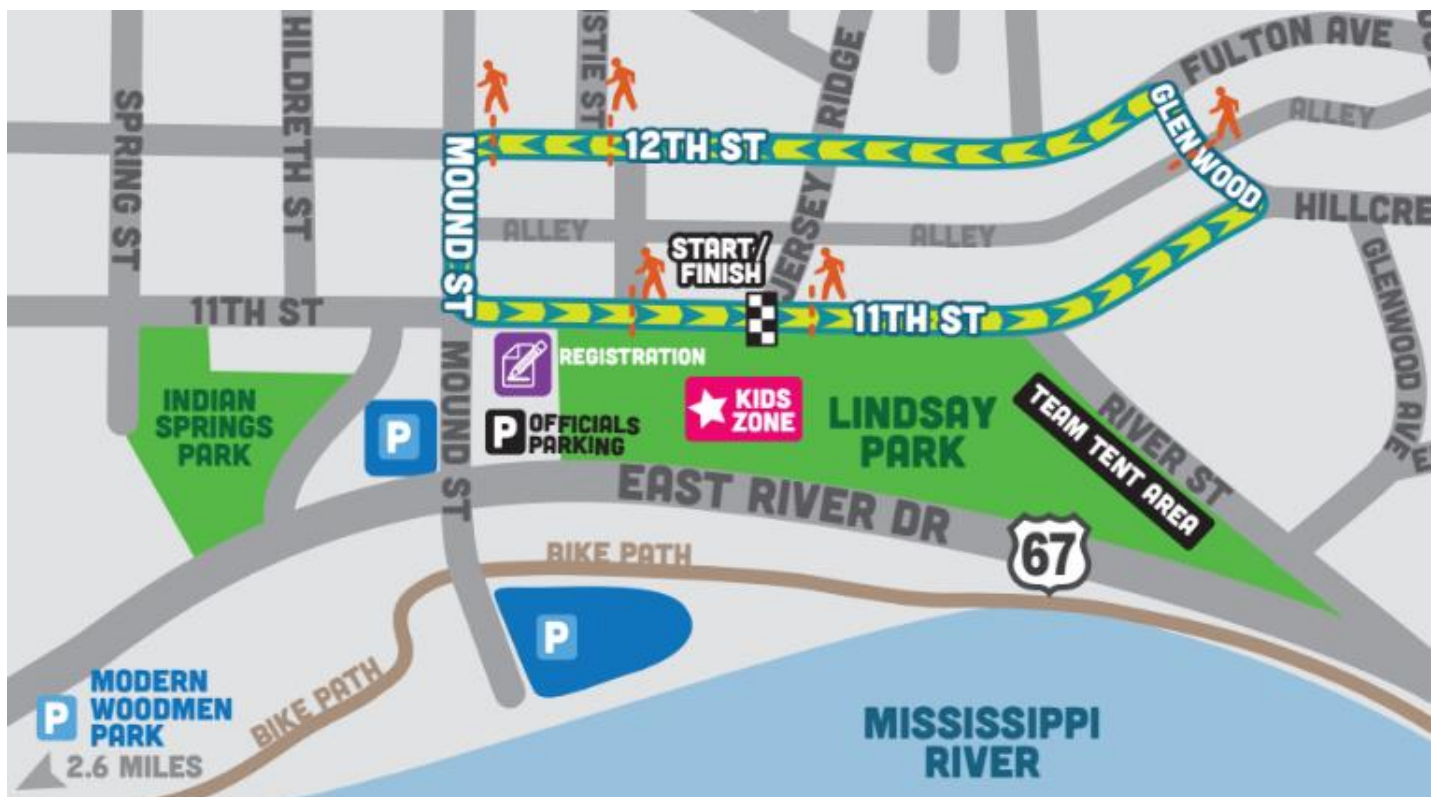 SPRING ST
HILDRETH ST
STIE ST
JERSEY RIDGE
FULTON AVE
GLENWOOD
ALLEY
12TH ST
MOUND ST
ALLEY
ALLEY
HILLCRE
GLENWOOD AVE
START/
FINISH
11TH ST
11TH ST
REGISTRATION
MOUND ST
INDIAN
SPRINGS
PARK
P
P OFFICIALS
PARKING
KIDS
ZONE
LINDSAY
PARK
TEAM TENT AREA
RIVER ST
EAST RIVER DR
67
BIKE PATH
P
BIKE PATH
P
MODERN
WOODMEN
PARK
2.6 MILES
MISSISSIPPI
RIVER